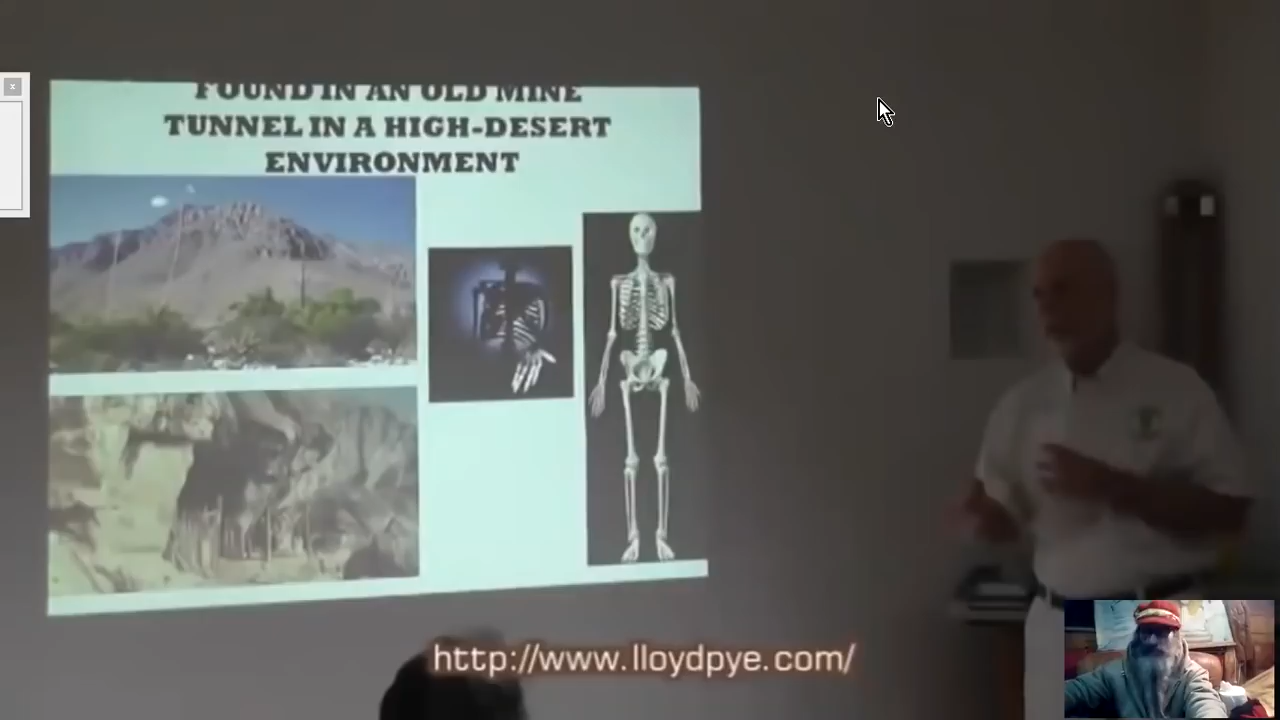 FOUND IN AN OLD MINE
TUNNEL IN A HIGH-DESERT
ENVIRONMENT
x
http://www.lloydpye.com/